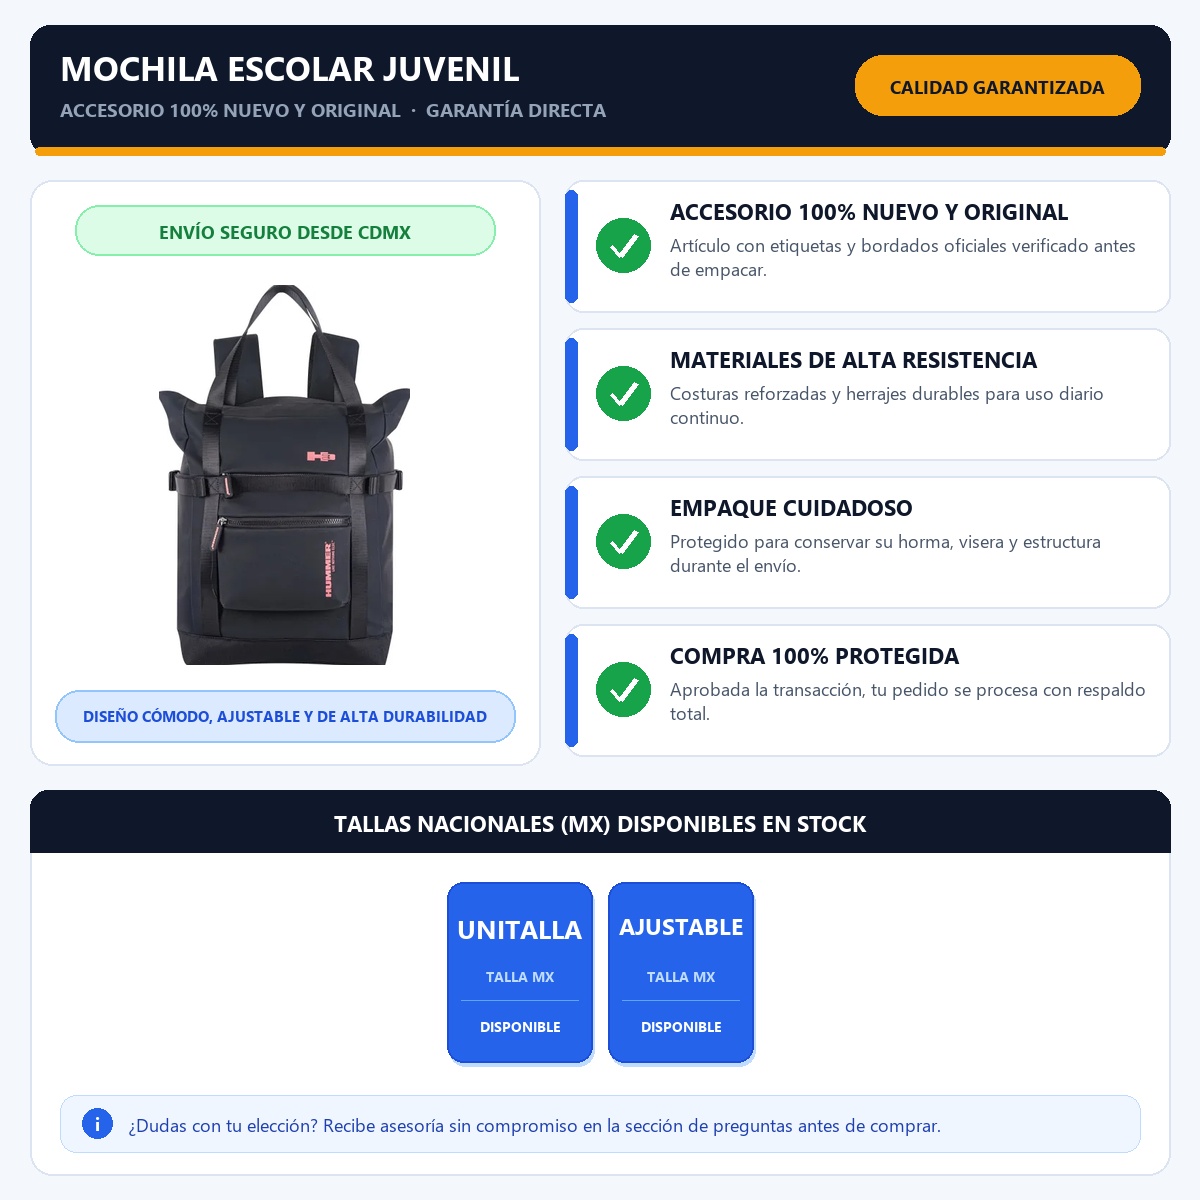 MOCHILA ESCOLAR JUVENIL
ACCESORIO 100% NUEVO Y ORIGINAL · GARANTÍA DIRECTA
CALIDAD GARANTIZADA
ENVÍO SEGURO DESDE CDMX
HUMMER
DISEÑO CÓMODO, AJUSTABLE Y DE ALTA DURABILIDAD
ACCESORIO 100% NUEVO Y ORIGINAL
Artículo con etiquetas y bordados oficiales verificado antes
de empacar.
MATERIALES DE ALTA RESISTENCIA
Costuras reforzadas y herrajes durables para uso diario
continuo.
EMPAQUE CUIDADOSO
Protegido para conservar su horma, visera y estructura
durante el envío.
COMPRA 100% PROTEGIDA
Aprobada la transacción, tu pedido se procesa con respaldo
total.
TALLAS NACIONALES (MX) DISPONIBLES EN STOCK
UNITALLA
TALLA MX
DISPONIBLE
AJUSTABLE
TALLA MX
DISPONIBLE
¿Dudas con tu elección? Recibe asesoría sin compromiso en la sección de preguntas antes de comprar.